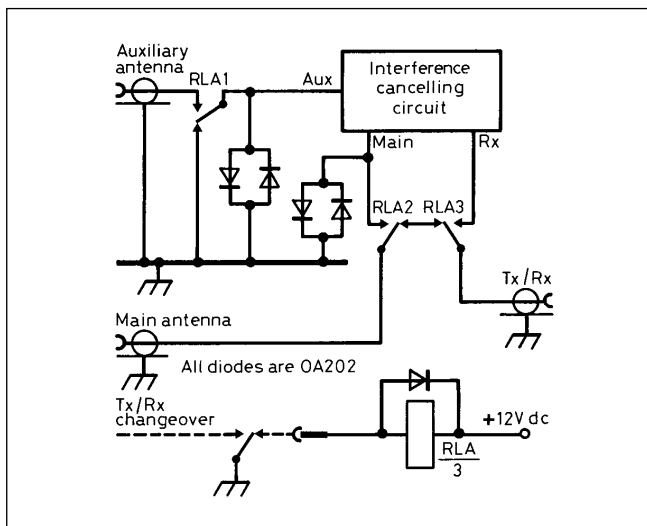 Auxiliary
antenna
RLA1
Aux
Interference
cancelling
circuit
Main
Rx
RLA2
RLA3
Tx/Rx
Main antenna
All diodes are OA202
Tx/Rx
changeover
+12V dc
RLA
3